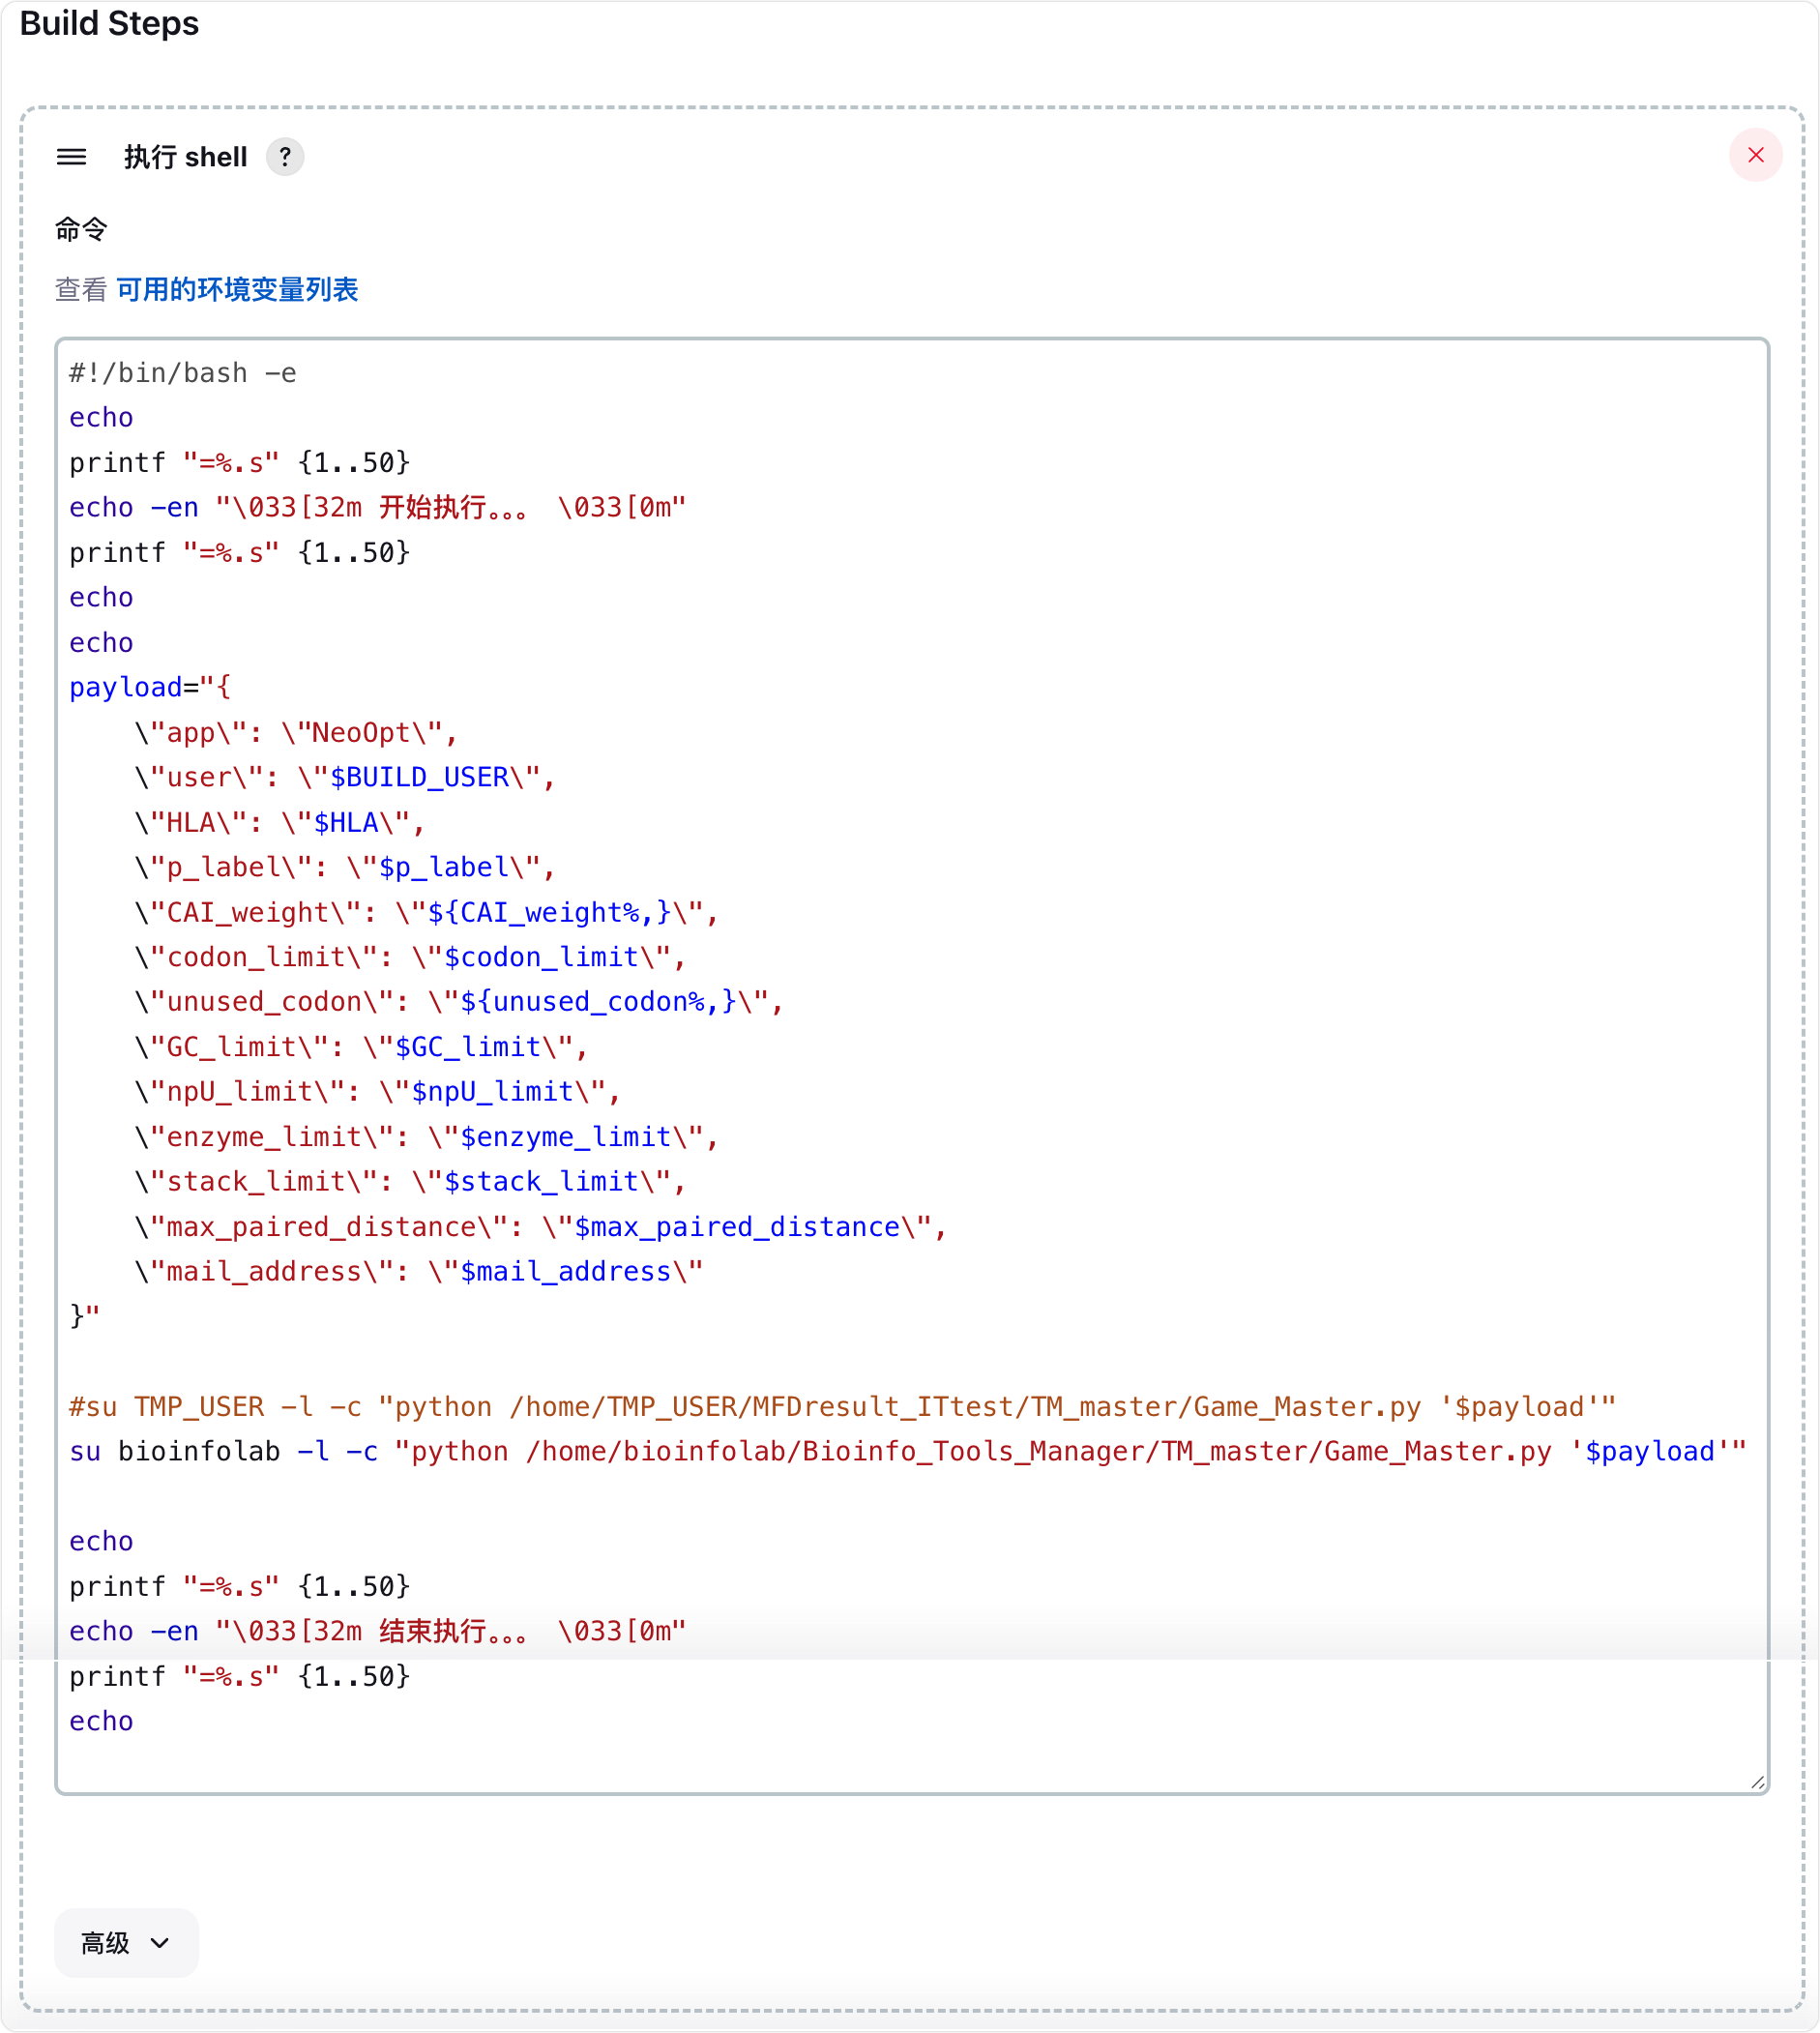 Build Steps
执行 shell ?
命令
查看 可用的环境变量列表
#!/bin/bash -e
echo
printf "=%.s" {1..50}
echo -en "\033[32m 开始执行。。。 \033[0m"
printf "=%.s" {1..50}
echo
echo
payload="{
    \"app\": \"NeoOpt\",
    \"user\": \"$BUILD_USER\",
    \"HLA\": \"$HLA\",
    \"p_label\": \"$p_label\",
    \"CAI_weight\": \"${CAI_weight%,}\",
    \"codon_limit\": \"$codon_limit\",
    \"unused_codon\": \"${unused_codon%,}\",
    \"GC_limit\": \"$GC_limit\",
    \"npU_limit\": \"$npU_limit\",
    \"enzyme_limit\": \"$enzyme_limit\",
    \"stack_limit\": \"$stack_limit\",
    \"max_paired_distance\": \"$max_paired_distance\",
    \"mail_address\": \"$mail_address\"
}"
#su TMP_USER -l -c "python /home/TMP_USER/MFDresult_ITtest/TM_master/Game_Master.py '$payload'"
su bioinfolab -l -c "python /home/bioinfolab/Bioinfo_Tools_Manager/TM_master/Game_Master.py '$payload'"
echo
printf "=%.s" {1..50}
echo -en "\033[32m 结束执行。。。 \033[0m"
printf "=%.s" {1..50}
echo
高级